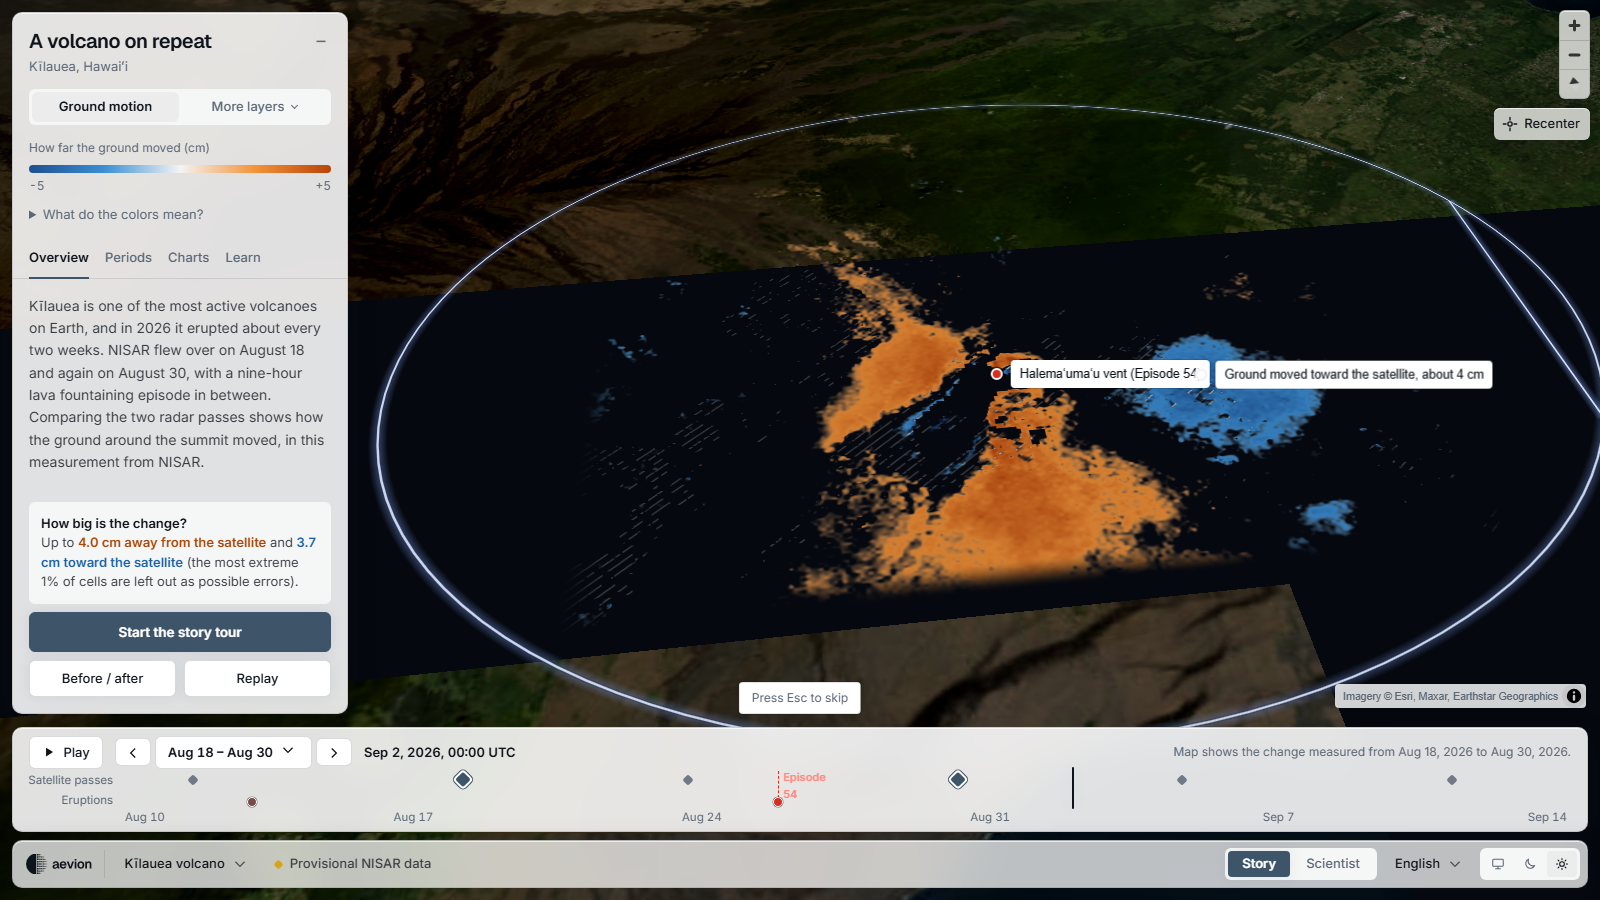 A volcano on repeat
Kīlauea, Hawaiʻi
Ground motion
More layers
How far the ground moved (cm)
-5
+5
What do the colors mean?
Overview
Periods
Charts
Learn
Kīlauea is one of the most active volcanoes
on Earth, and in 2026 it erupted about every
two weeks. NISAR flew over on August 18
and again on August 30, with a nine-hour
lava fountaining episode in between.
Comparing the two radar passes shows how
the ground around the summit moved, in this
measurement from NISAR.
How big is the change?
Up to 4.0 cm away from the satellite and 3.7
cm toward the satellite (the most extreme
1% of cells are left out as possible errors).
Start the story tour
Before / after
Replay
Recenter
Halemaʻumaʻu vent (Episode 54
Ground moved toward the satellite, about 4 cm
Press Esc to skip
Imagery © Esri, Maxar, Earthstar Geographics
Play
Aug 18 – Aug 30
Sep 2, 2026, 00:00 UTC
Map shows the change measured from Aug 18, 2026 to Aug 30, 2026.
Satellite passes
Eruptions
Episode
54
Aug 10
Aug 17
Aug 24
Aug 31
Sep 7
Sep 14
aevion
Kīlauea volcano
Provisional NISAR data
Story
Scientist
English